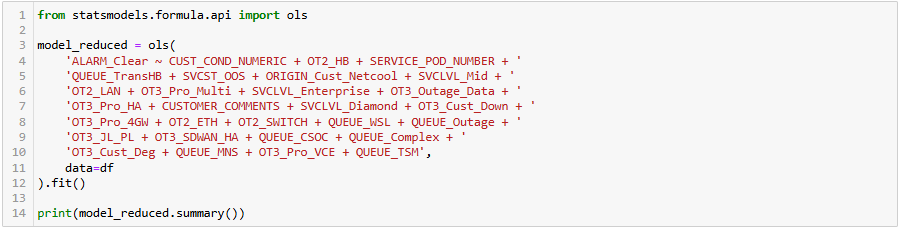 1 from statsmodels.formula.api import ols
2
3 model_reduced = ols(
4     'ALARM_Clear ~ CUST_COND_NUMERIC + OT2_HB + SERVICE_POD_NUMBER + '
5     'QUEUE_TransHB + SVCST_OOS + ORIGIN_Cust_Netcool + SVCLVL_Mid + '
6     'OT2_LAN + OT3_Pro_Multi + SVCLVL_Enterprise + OT3_Outage_Data + '
7     'OT3_Pro_HA + CUSTOMER_COMMENTS + SVCLVL_Diamond + OT3_Cust_Down + '
8     'OT3_Pro_4GW + OT2_ETH + OT2_SWITCH + QUEUE_WSL + QUEUE_Outage + '
9     'OT3_JL_PL + OT3_SDWAN_HA + QUEUE_CSOC + QUEUE_Complex + '
10     'OT3_Cust_Deg + QUEUE_MNS + OT3_Pro_VCE + QUEUE_TSM',
11     data=df
12 ).fit()
13
14 print(model_reduced.summary())